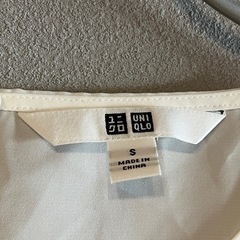 ユニ UNI
クロ QLO
S
MADE IN
CHINA